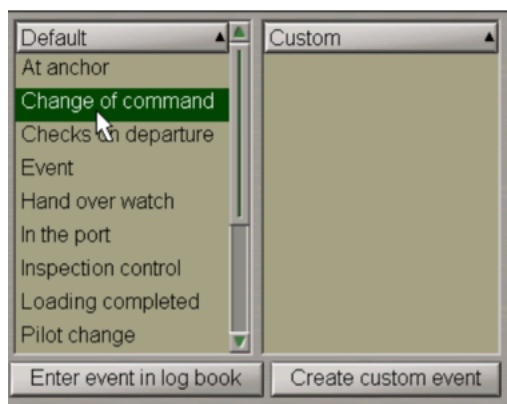 Default
At anchor
Change of command
Checks on departure
Event
Hand over watch
In the port
Inspection control
Loading completed
Pilot change
Custom
Enter event in log book
Create custom event